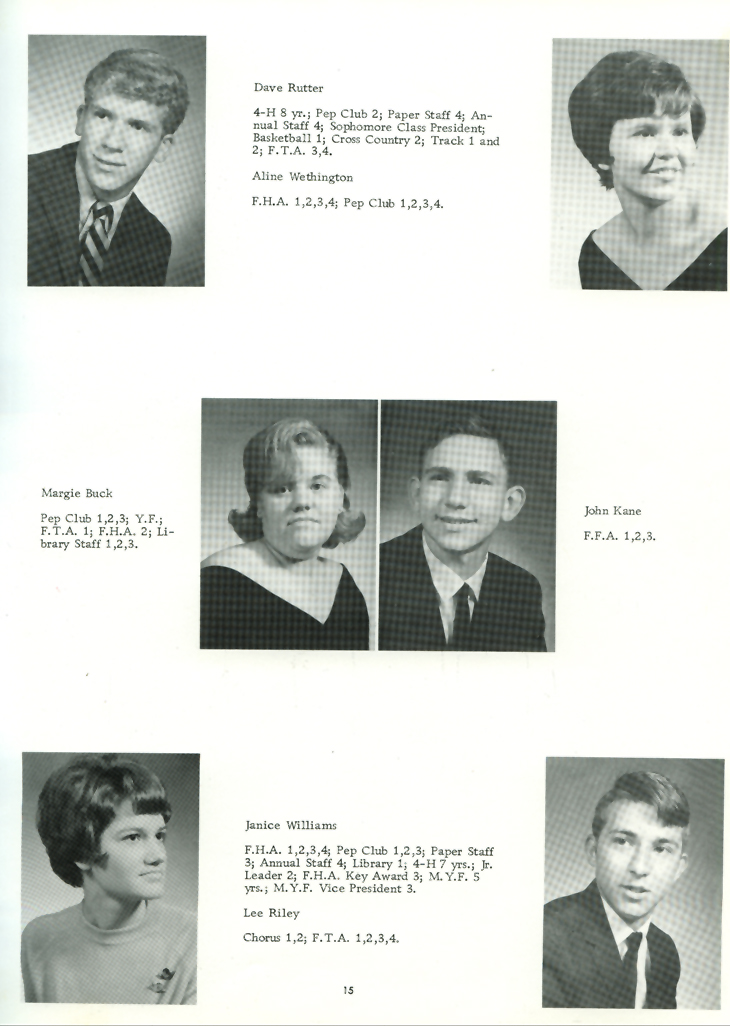 Dave Rutter
4-H 8 yr.; Pep Club 2; Paper Staff 4; An-
nual Staff 4; Sophomore Class President;
Basketball 1; Cross Country 2; Track 1 and
2; F.T.A. 3,4.
Aline Wethington
F.H.A. 1,2,3,4; Pep Club 1,2,3,4.
Margie Buck
Pep Club 1,2,3; Y.F.;
F.T.A. 1; F.H.A. 2; Li-
brary Staff 1,2,3.
John Kane
F.F.A. 1,2,3.
Janice Williams
F.H.A. 1,2,3,4; Pep Club 1,2,3; Paper Staff
3; Annual Staff 4; Library 1; 4-H 7 yrs.; Jr.
Leader 2; F.H.A. Key Award 3; M.Y.F. 5
yrs.; M.Y.F. Vice President 3.
Lee Riley
Chorus 1,2; F.T.A. 1,2,3,4.
15